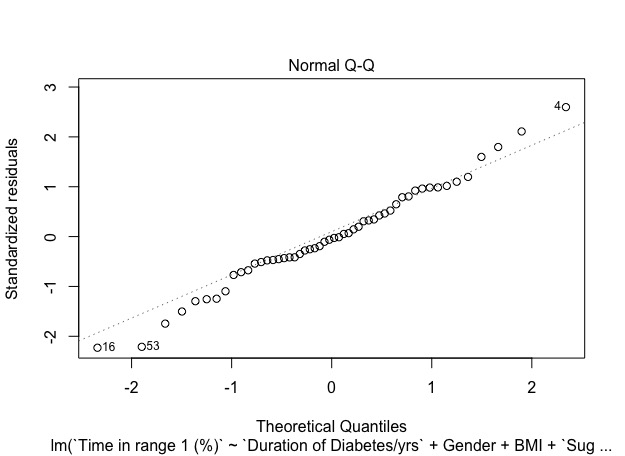 Normal Q-Q
Standardized residuals
3
2
1
0
-1
-2
4
16
53
-2 -1 0 1 2
Theoretical Quantiles
lm(`Time in range 1 (%)` ~ `Duration of Diabetes/yrs` + Gender + BMI + `Sug ...